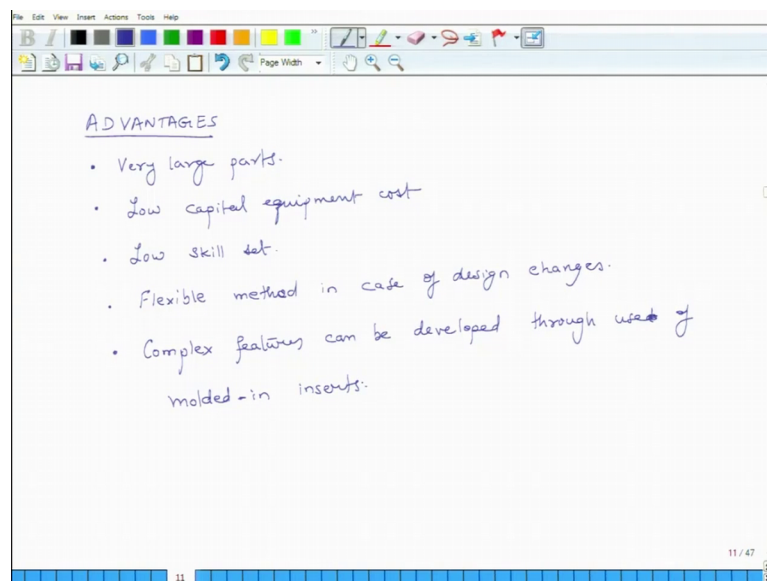 File Edit View Insert Actions Tools Help
B I
Page Width
ADVANTAGES
• Very large parts.
• Low capital equipment cost
• Low skill set.
• Flexible method in case of design changes.
• Complex features can be developed through use of
molded-in inserts.
11 / 47
11